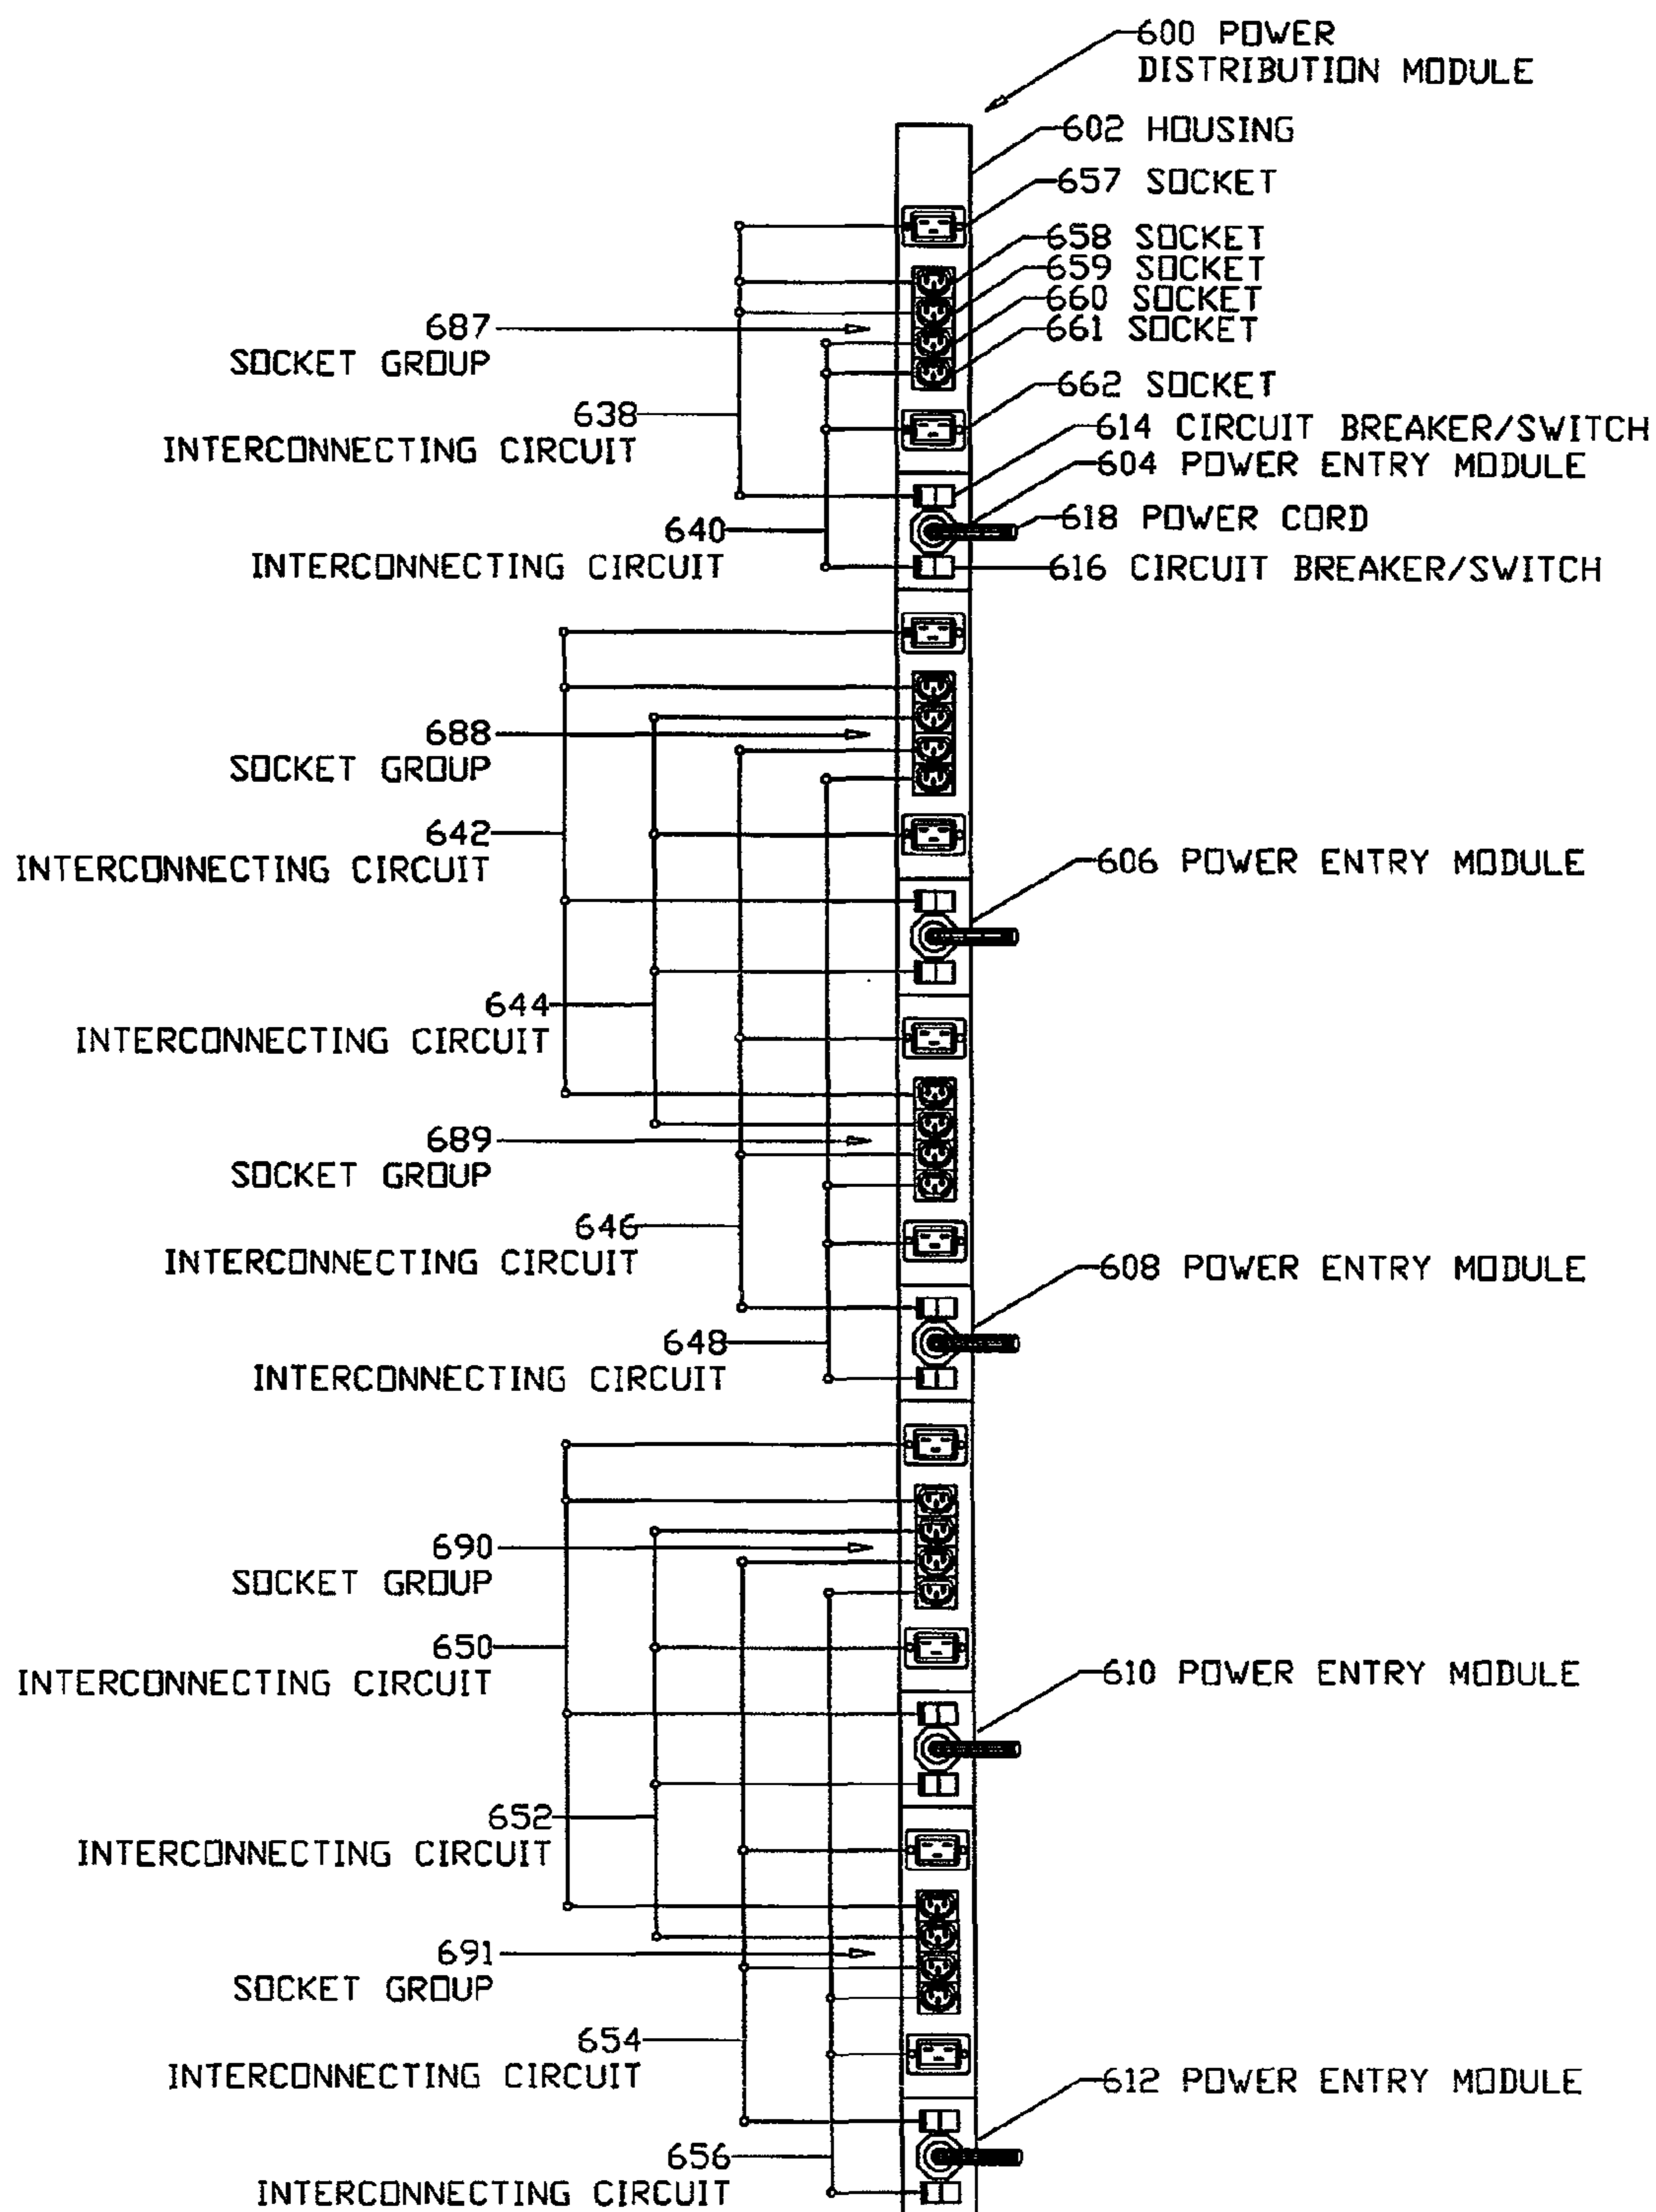 600 POWER
DISTRIBUTION MODULE
602 HOUSING
657 SOCKET
658 SOCKET
659 SOCKET
660 SOCKET
661 SOCKET
687
SOCKET GROUP
662 SOCKET
638
INTERCONNECTING CIRCUIT
614 CIRCUIT BREAKER/SWITCH
604 POWER ENTRY MODULE
640
INTERCONNECTING CIRCUIT
618 POWER CORD
616 CIRCUIT BREAKER/SWITCH
688
SOCKET GROUP
642
INTERCONNECTING CIRCUIT
606 POWER ENTRY MODULE
644
INTERCONNECTING CIRCUIT
689
SOCKET GROUP
646
INTERCONNECTING CIRCUIT
608 POWER ENTRY MODULE
648
INTERCONNECTING CIRCUIT
690
SOCKET GROUP
650
INTERCONNECTING CIRCUIT
610 POWER ENTRY MODULE
652
INTERCONNECTING CIRCUIT
691
SOCKET GROUP
654
INTERCONNECTING CIRCUIT
612 POWER ENTRY MODULE
656
INTERCONNECTING CIRCUIT